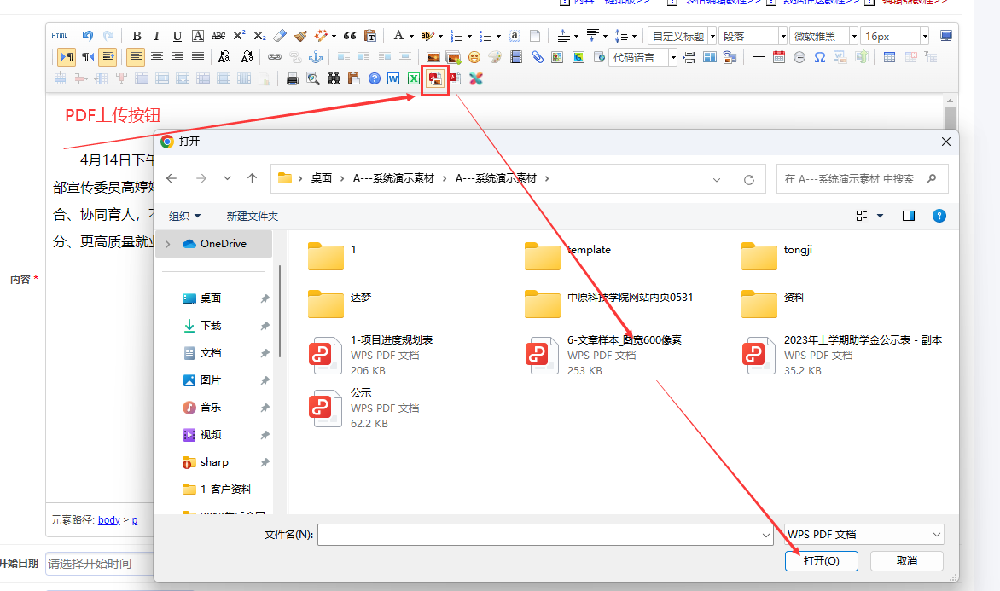 HTML
自定义标题 段落 微软雅黑 16px
代码语言
PDF上传按钮
打开
4月14日下午
部宣传委员高婷婷
合、协同育人，
分、更高质量就业
内容 *
桌面 > A---系统演示素材 > A---系统演示素材 >
在 A---系统演示素材 中搜索
组织 新建文件夹
OneDrive
桌面
下载
文档
图片
音乐
视频
sharp
1-客户资料
1
template
tongji
达梦
中原科技学院网站内页0531
资料
1-项目进度规划表
WPS PDF 文档
206 KB
6-文章样本_图宽600像素
WPS PDF 文档
253 KB
2023年上学期助学金公示表 - 副本
WPS PDF 文档
35.2 KB
公示
WPS PDF 文档
62.2 KB
元素路径: body > p
文件名(N):
WPS PDF 文档
打开(O) 取消
开始日期 请选择开始时间